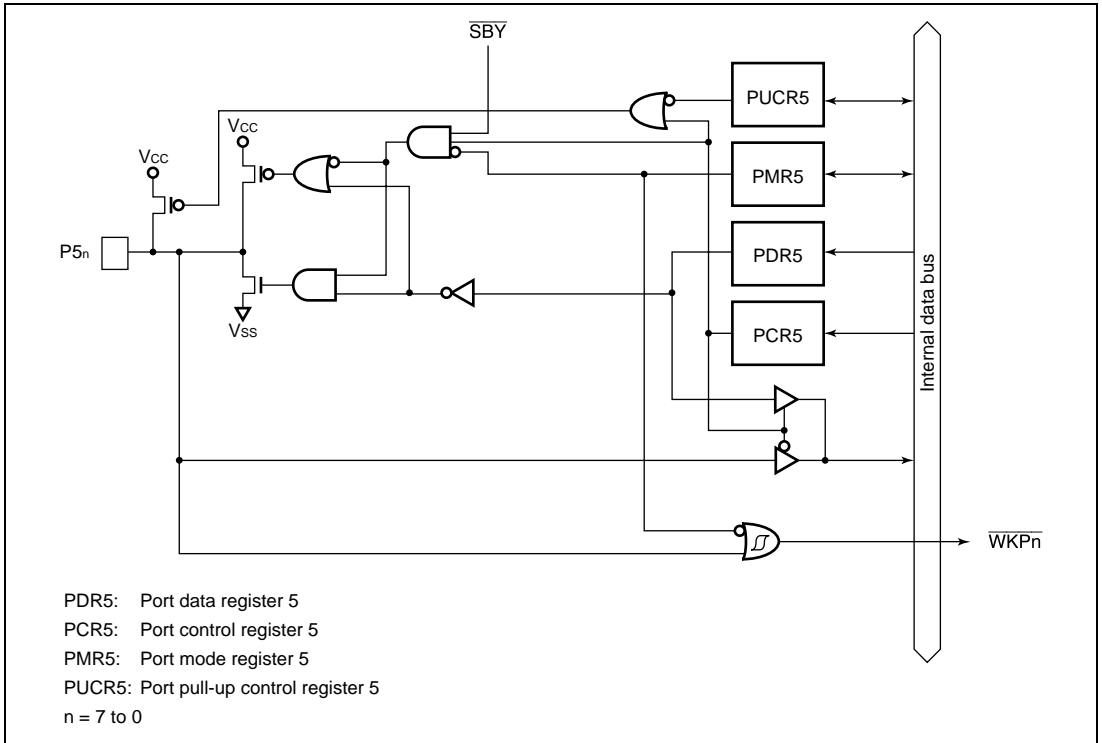 SBY
PUCR5
VCC
VCC
PMR5
P5n
PDR5
VSS
PCR5
Internal data bus
WKPn
PDR5: Port data register 5
PCR5: Port control register 5
PMR5: Port mode register 5
PUCR5: Port pull-up control register 5
n = 7 to 0